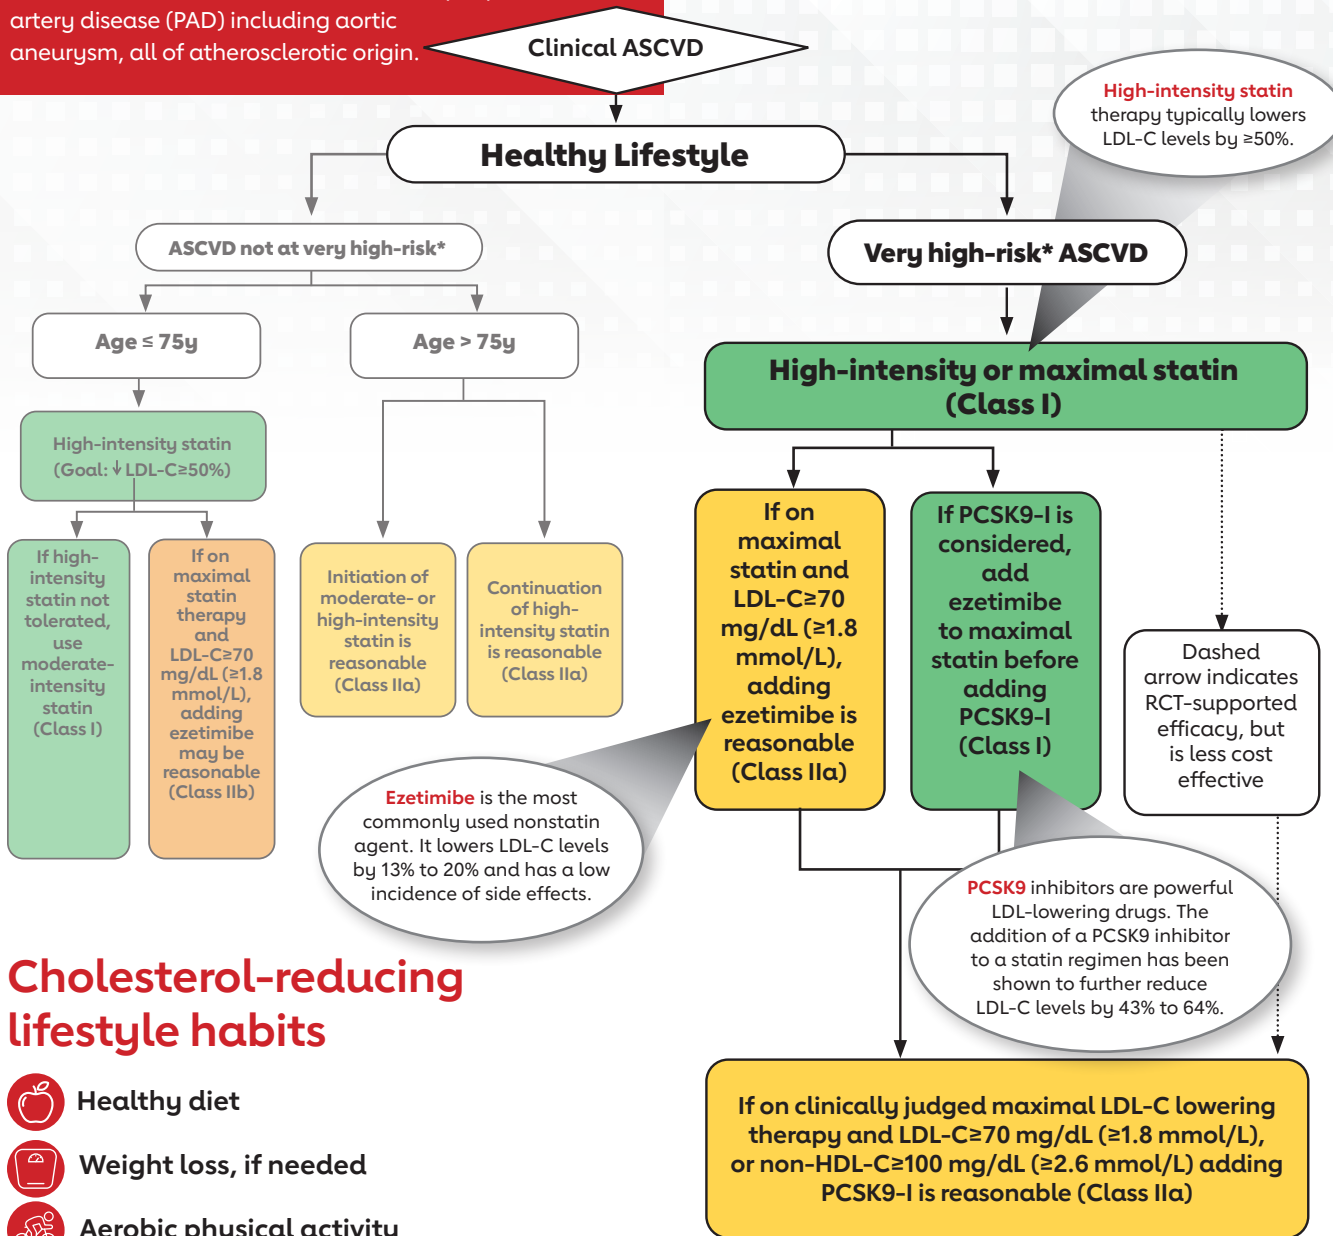 artery disease (PAD) including aortic
aneurysm, all of atherosclerotic origin.
Clinical ASCVD
High-intensity statin
therapy typically lowers
LDL-C levels by ≥50%.
Healthy Lifestyle
ASCVD not at very high-risk*
Very high-risk* ASCVD
Age ≤ 75y
Age > 75y
High-intensity or maximal statin
(Class I)
High-intensity statin
(Goal: ↓ LDL-C≥50%)
If high-
intensity
statin not
tolerated,
use
moderate-
intensity
statin
(Class I)
If on
maximal
statin
therapy
and
LDL-C≥70
mg/dL (≥1.8
mmol/L),
adding
ezetimibe
may be
reasonable
(Class IIb)
Initiation of
moderate- or
high-intensity
statin is
reasonable
(Class IIa)
Continuation
of high-
intensity statin
is reasonable
(Class IIa)
If on
maximal
statin and
LDL-C≥70
mg/dL (≥1.8
mmol/L),
adding
ezetimibe is
reasonable
(Class IIa)
If PCSK9-I is
considered,
add
ezetimibe
to maximal
statin before
adding
PCSK9-I
(Class I)
Dashed
arrow indicates
RCT-supported
efficacy, but
is less cost
effective
Ezetimibe is the most
commonly used nonstatin
agent. It lowers LDL-C levels
by 13% to 20% and has a low
incidence of side effects.
PCSK9 inhibitors are powerful
LDL-lowering drugs. The
addition of a PCSK9 inhibitor
to a statin regimen has been
shown to further reduce
LDL-C levels by 43% to 64%.
If on clinically judged maximal LDL-C lowering
therapy and LDL-C≥70 mg/dL (≥1.8 mmol/L),
or non-HDL-C≥100 mg/dL (≥2.6 mmol/L) adding
PCSK9-I is reasonable (Class IIa)
Cholesterol-reducing
lifestyle habits
Healthy diet
Weight loss, if needed
Aerobic physical activity